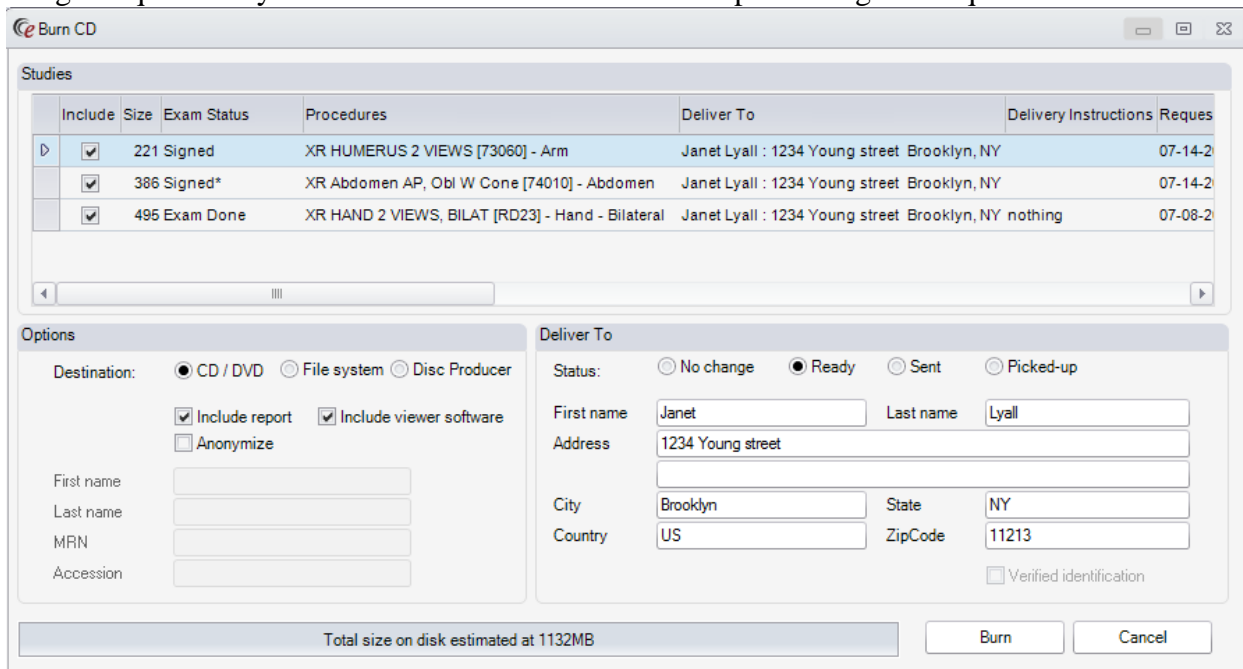 Burn CD
Studies
Include Size Exam Status Procedures Deliver To Delivery Instructions Reques
221 Signed XR HUMERUS 2 VIEWS [73060] - Arm Janet Lyall : 1234 Young street Brooklyn, NY 07-14-2
386 Signed* XR Abdomen AP, Obl W Cone [74010] - Abdomen Janet Lyall : 1234 Young street Brooklyn, NY 07-14-2
495 Exam Done XR HAND 2 VIEWS, BILAT [RD23] - Hand - Bilateral Janet Lyall : 1234 Young street Brooklyn, NY nothing 07-08-2
Options
Destination: CD / DVD File system Disc Producer
Include report Include viewer software
Anonymize
First name
Last name
MRN
Accession
Deliver To
Status: No change Ready Sent Picked-up
First name Janet Last name Lyall
Address 1234 Young street
City Brooklyn State NY
Country US ZipCode 11213
Verified identification
Total size on disk estimated at 1132MB
Burn Cancel